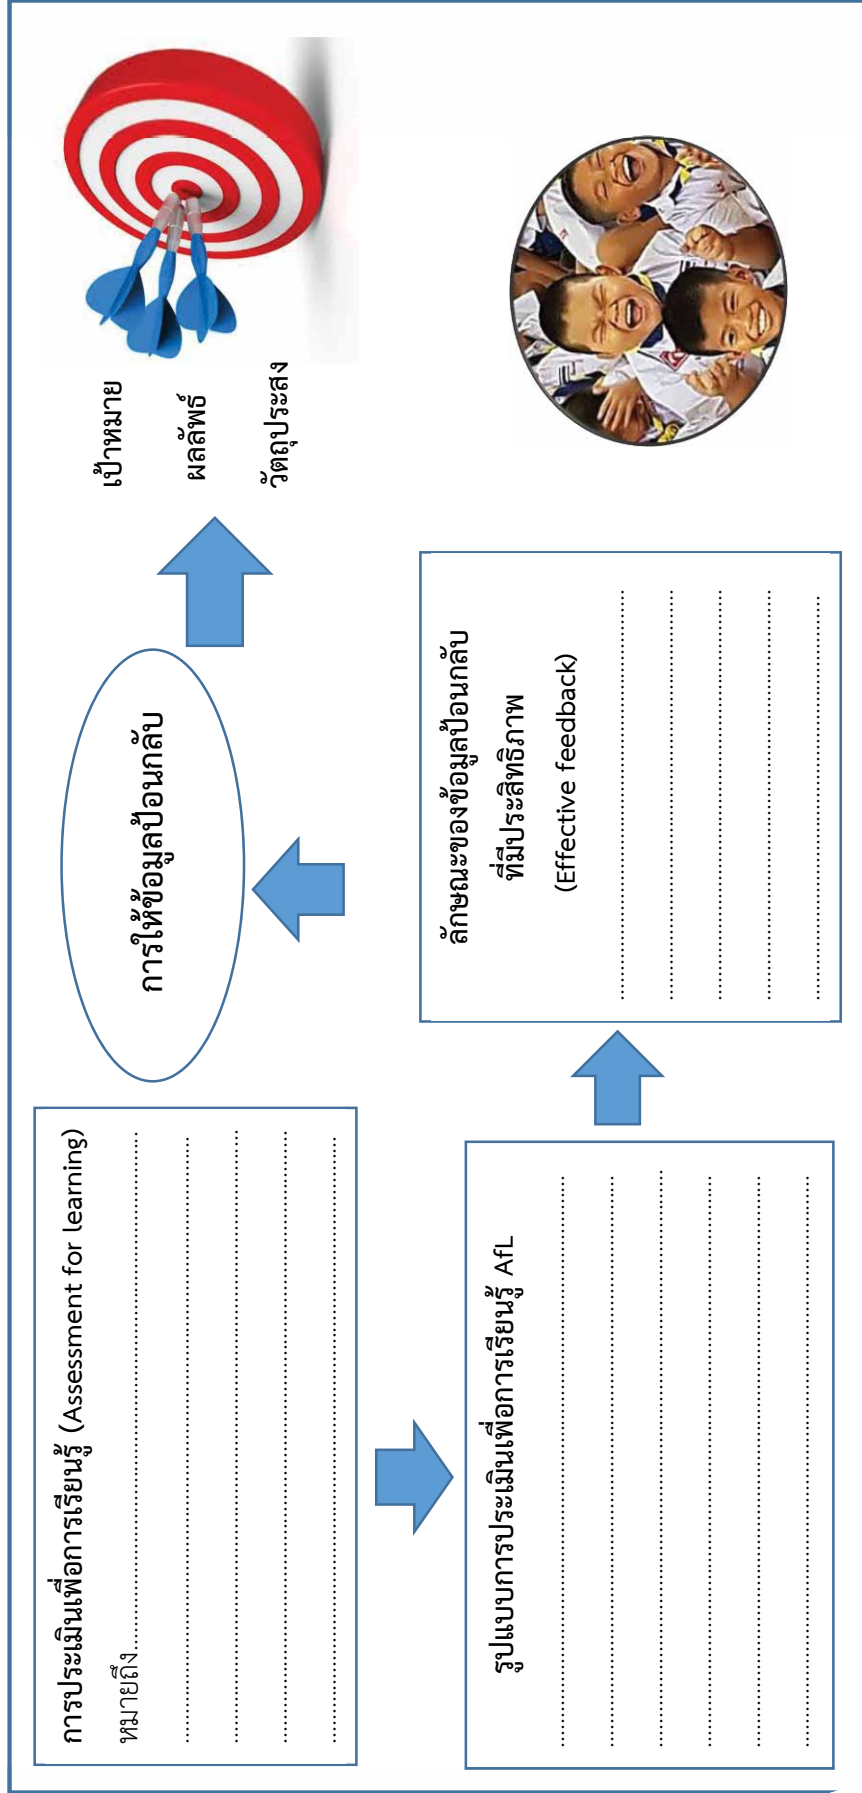 การประเมินเพื่อการเรียนรู้ (Assessment for learning)
หมายถึง..........................................................................
..........................................................................................
..........................................................................................
..........................................................................................
..........................................................................................
รูปแบบการประเมินเพื่อการเรียนรู้ AfL
..........................................................................................
..........................................................................................
..........................................................................................
..........................................................................................
..........................................................................................
..........................................................................................
ลักษณะของข้อมูลป้อนกลับ
ที่มีประสิทธิภาพ
(Effective feedback)
..................................................................
..................................................................
..................................................................
..................................................................
..................................................................
การให้ข้อมูลป้อนกลับ
เป้าหมาย
ผลลัพธ์
วัตถุประสง